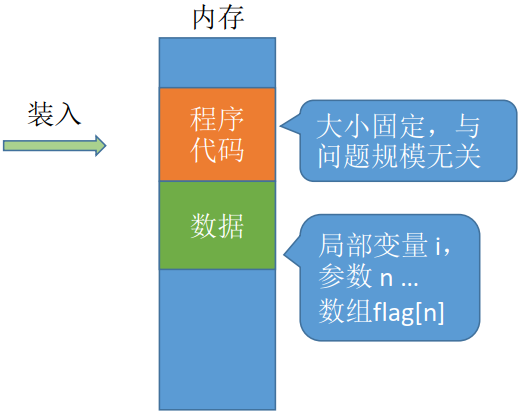 内存
装入
程序
代码
大小固定，与
问题规模无关
数据
局部变量 i，
参数 n ...
数组flag[n]